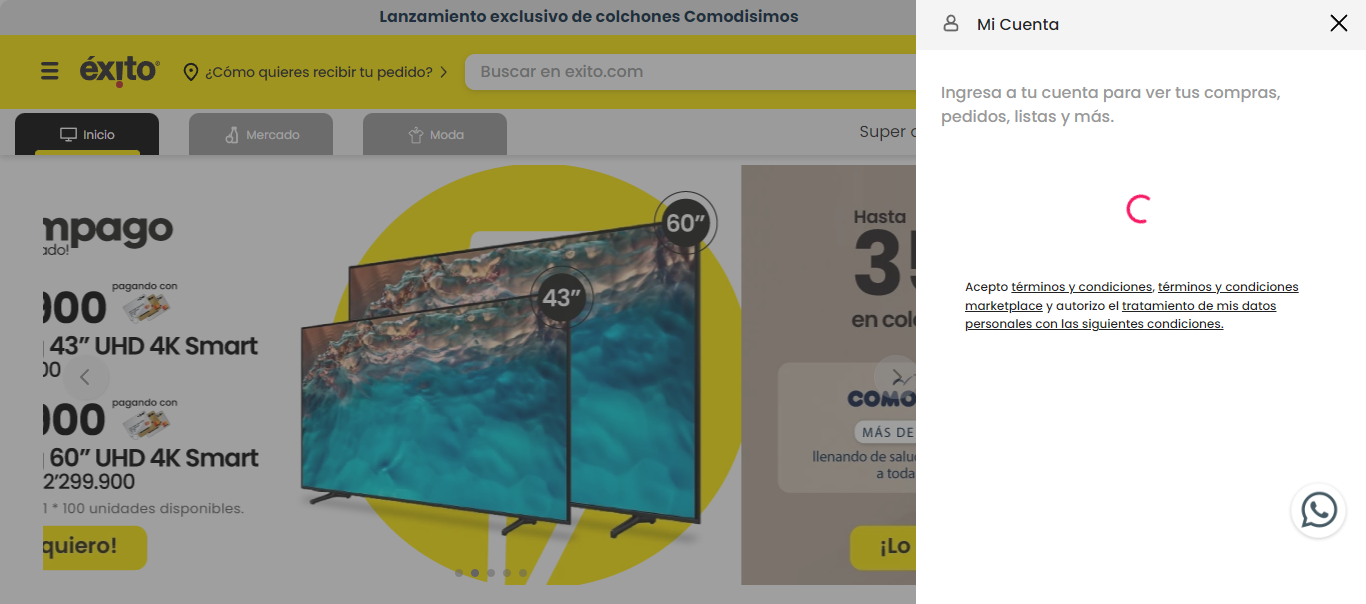 Lanzamiento exclusivo de colchones Comodisimos
Mi Cuenta
éxito
¿Cómo quieres recibir tu pedido?
Buscar en exito.com
Ingresa a tu cuenta para ver tus compras,
pedidos, listas y más.
Inicio
Mercado
Moda
Super
mpago
ado!
pagando con
900
43” UHD 4K Smart
00
pagando con
900
60” UHD 4K Smart
2’299.900
1 * 100 unidades disponibles.
quiero!
60”
43”
Hasta
35
en col
COMO
MÁS DE
llenando de salu
a toda
¡Lo
Acepto términos y condiciones, términos y condiciones
marketplace y autorizo el tratamiento de mis datos
personales con las siguientes condiciones.